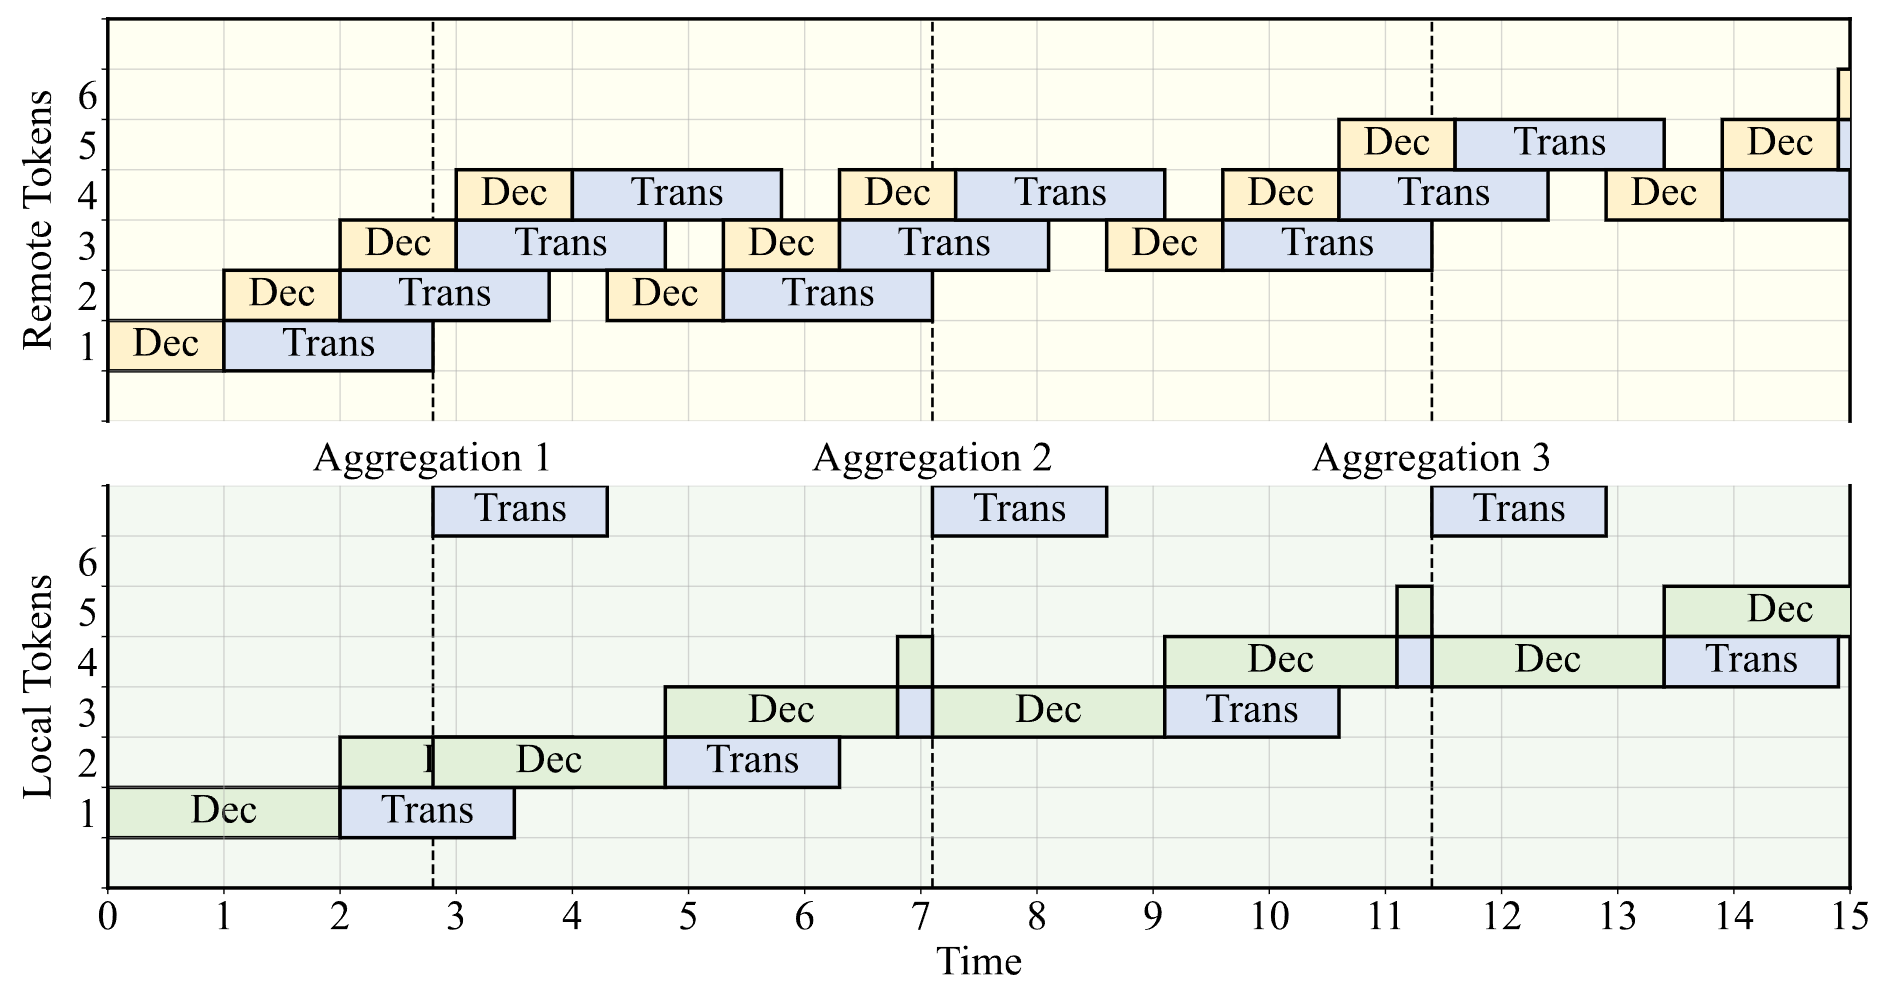 Remote Tokens
6
Dec Trans Dec
5
Dec Trans Dec Trans Dec Trans Dec
4
Dec Trans Dec Trans Dec Trans
3
Dec Trans Dec Trans
2
Dec Trans
1
Aggregation 1 Aggregation 2 Aggregation 3
Local Tokens
Trans Trans Trans
6
Dec
5
Dec Dec Trans
4
Dec Dec Trans
3
Dec Trans
2
Dec Trans
1
0 1 2 3 4 5 6 7 8 9 10 11 12 13 14 15
Time